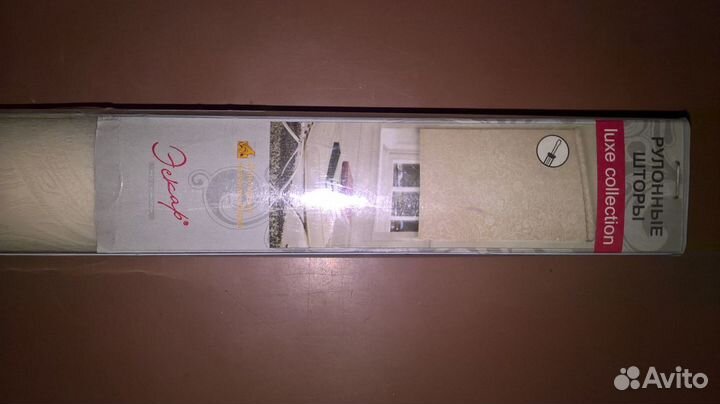 РУЛОННЫЕ
ШТОРЫ
luxe collection
Эскар®
Avito